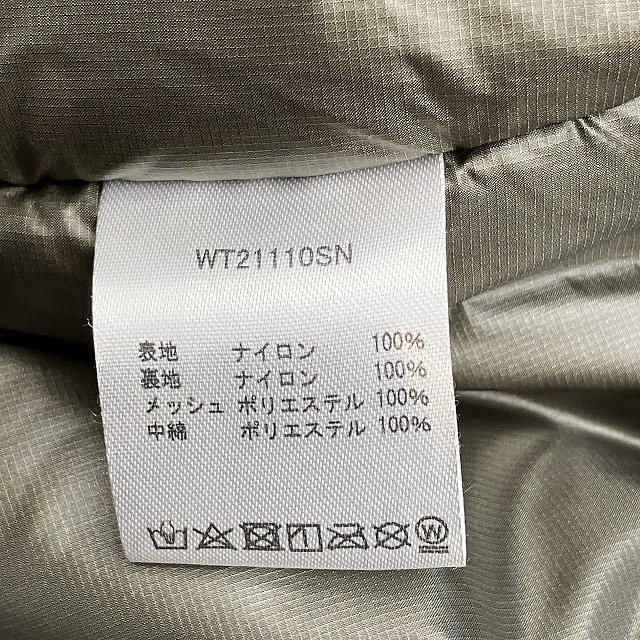 WT21110SN
表地 ナイロン 100%
裏地 ナイロン 100%
メッシュ ポリエステル 100%
中綿 ポリエステル 100%
W